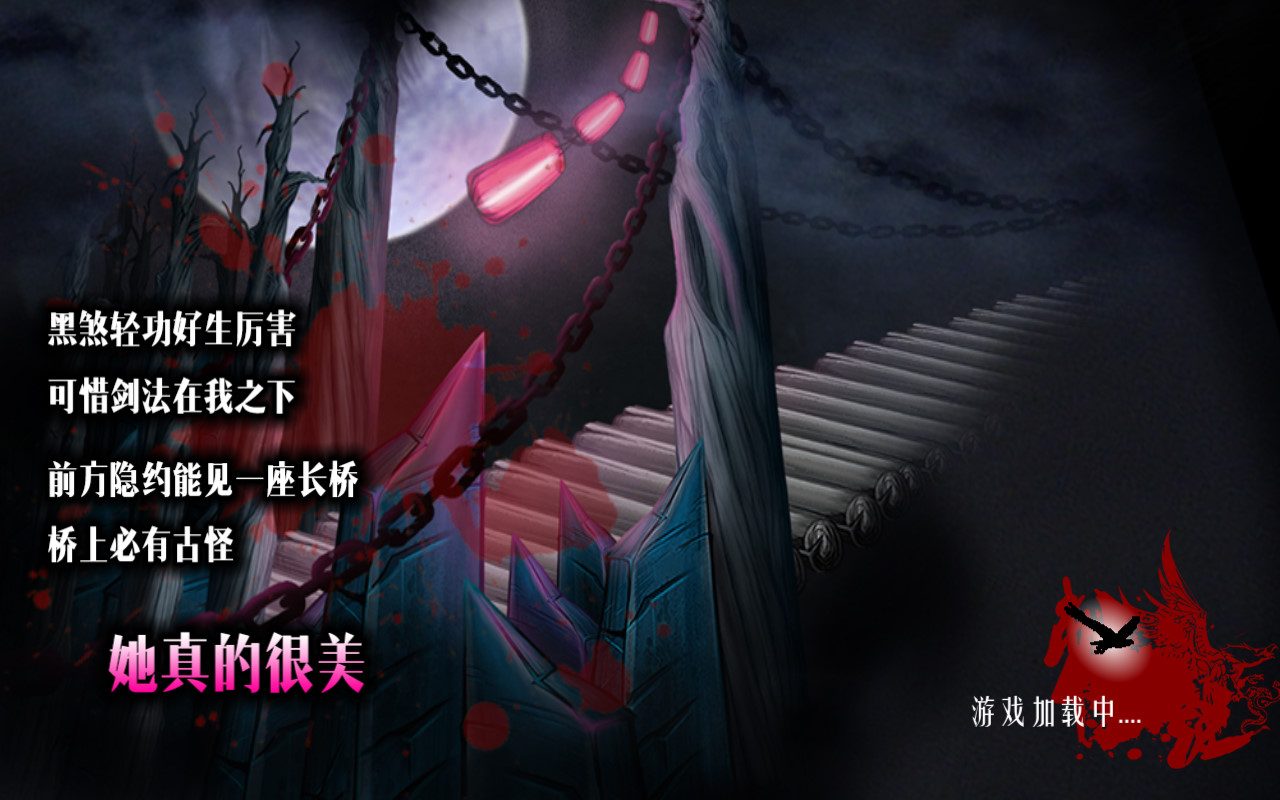 黑煞轻功好生厉害
可惜剑法在我之下
前方隐约能见一座长桥
桥上必有古怪
她真的很美
游戏加载中....